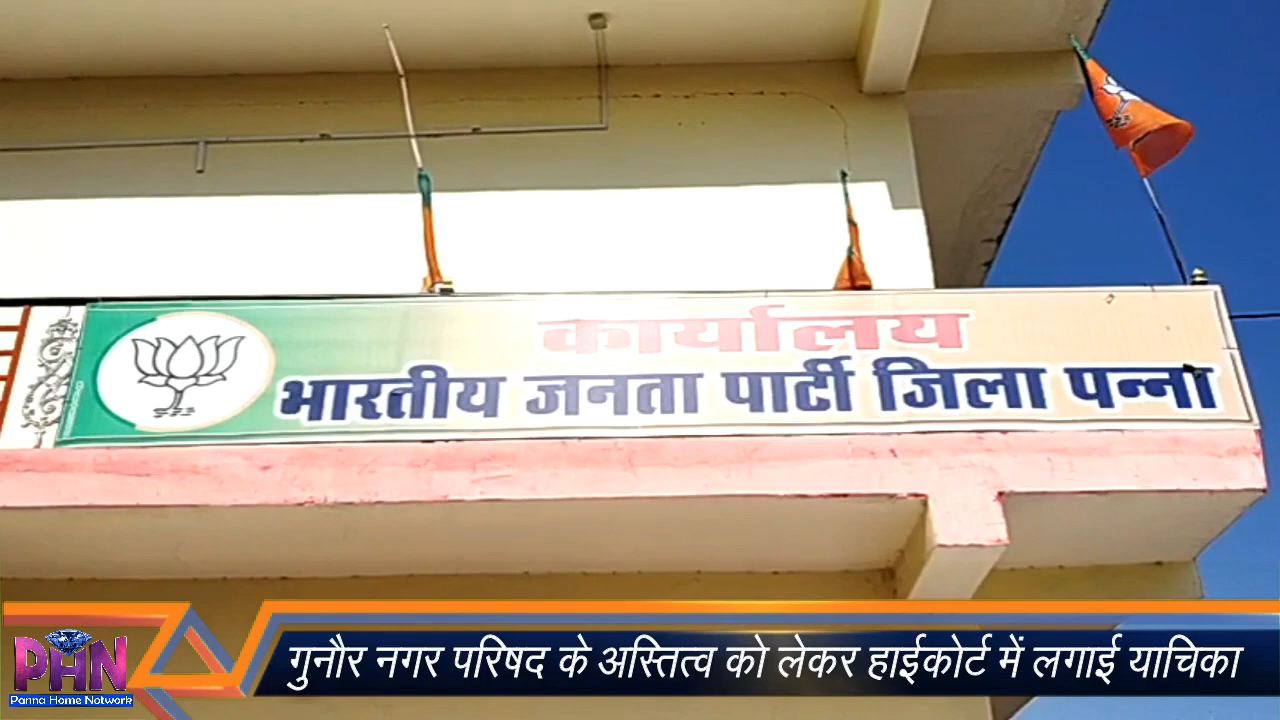 कार्यालय
भारतीय जनता पार्टी जिला पन्ना
गुनौर नगर परिषद के अस्तित्व को लेकर हाईकोर्ट में लगाई याचिका
PHN
Panna Home Network